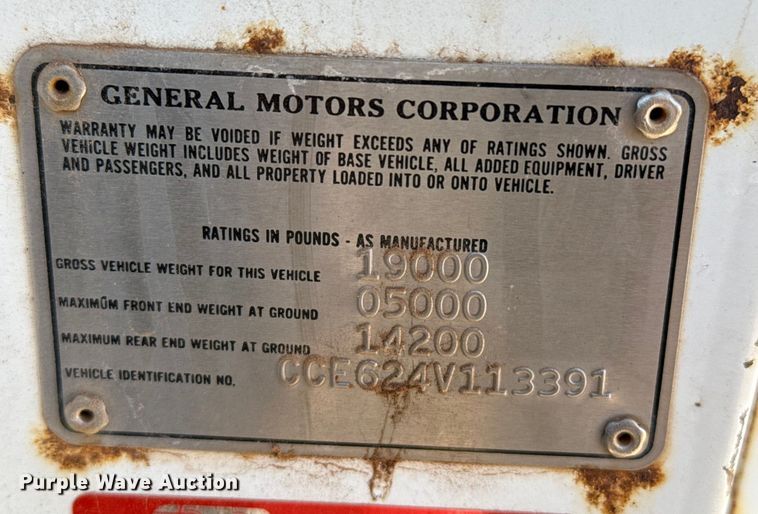 GENERAL MOTORS CORPORATION
WARRANTY MAY BE VOIDED IF WEIGHT EXCEEDS ANY OF RATINGS SHOWN. GROSS
VEHICLE WEIGHT INCLUDES WEIGHT OF BASE VEHICLE, ALL ADDED EQUIPMENT, DRIVER
AND PASSENGERS, AND ALL PROPERTY LOADED INTO OR ONTO VEHICLE.
RATINGS IN POUNDS - AS MANUFACTURED
GROSS VEHICLE WEIGHT FOR THIS VEHICLE 19000
MAXIMUM FRONT END WEIGHT AT GROUND 05000
MAXIMUM REAR END WEIGHT AT GROUND 14200
VEHICLE IDENTIFICATION NO. CCE624V113391
Purple Wave Auction